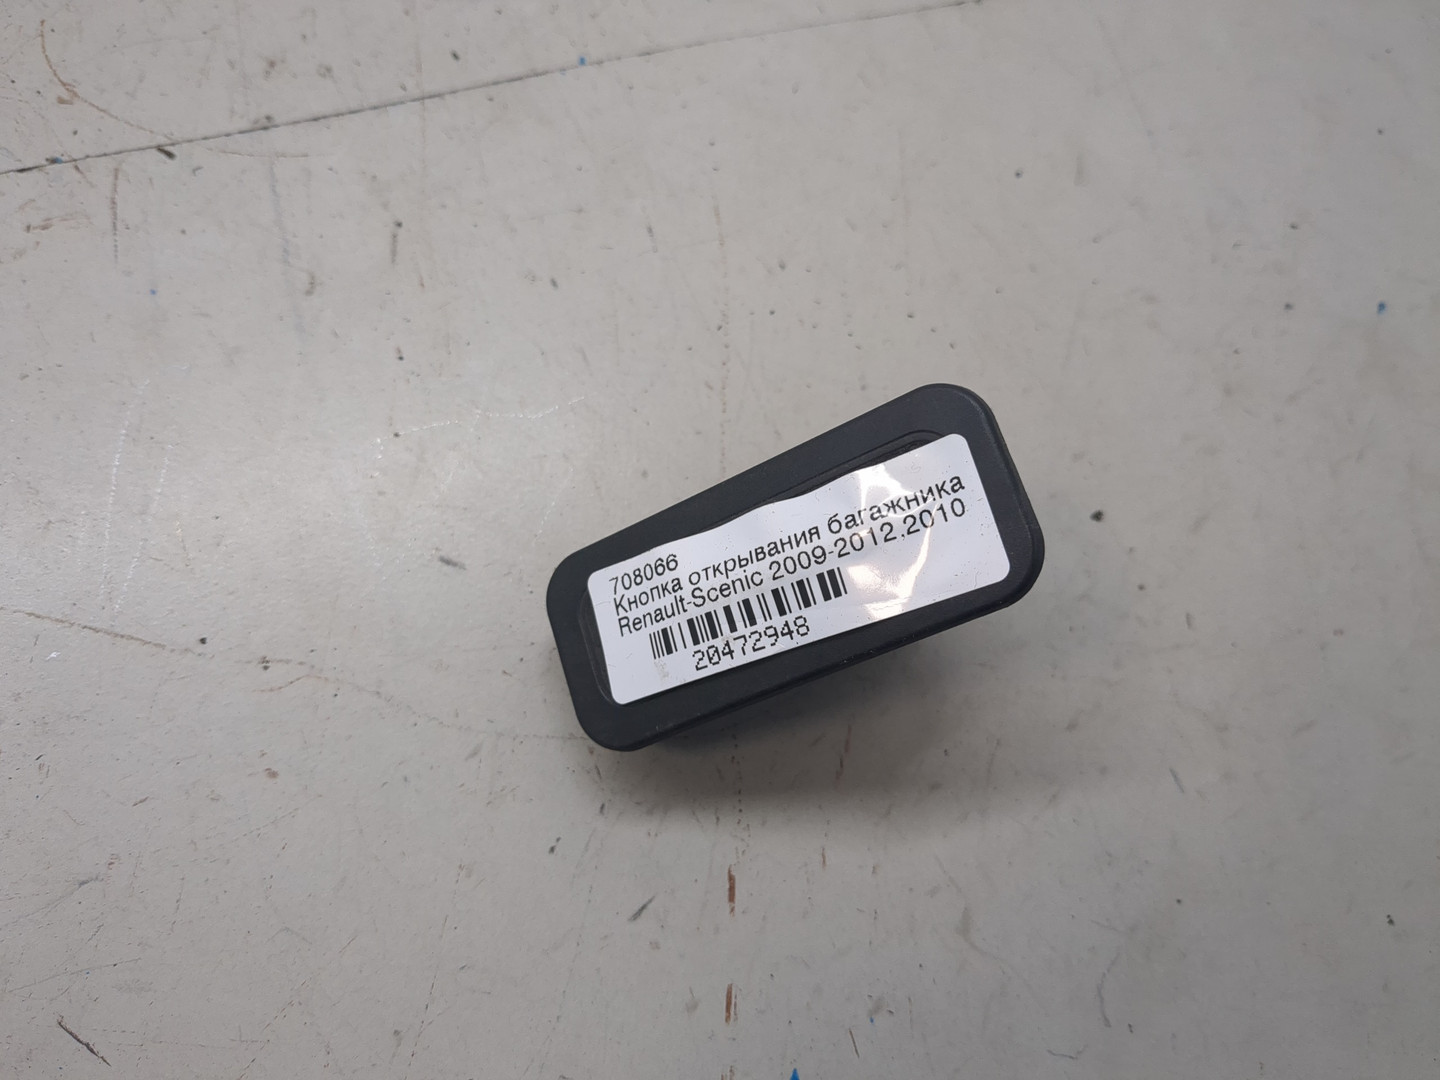 708066
Кнопка открывания багажника
Renault-Scenic 2009-2012.2010
20472948